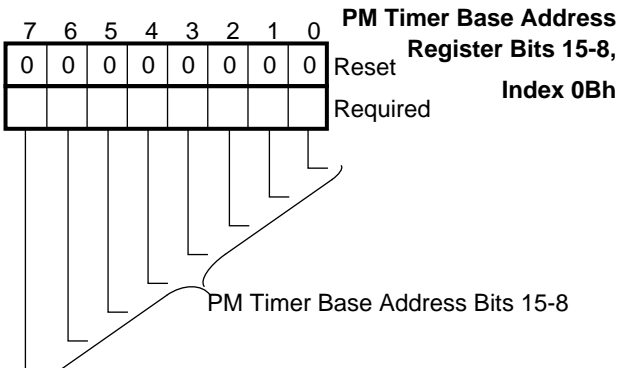 PM Timer Base Address
Register Bits 15-8,
Index 0Bh
7 6 5 4 3 2 1 0
0 0 0 0 0 0 0 0 Reset
Required
PM Timer Base Address Bits 15-8